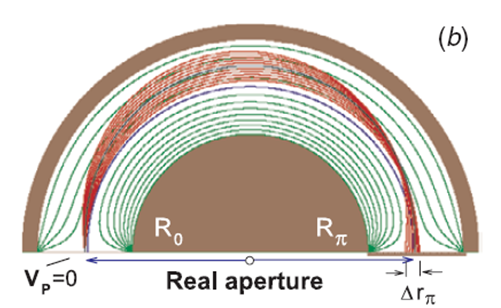 (b)
R₀ Rπ
Vₚ=0 Real aperture Δrπ